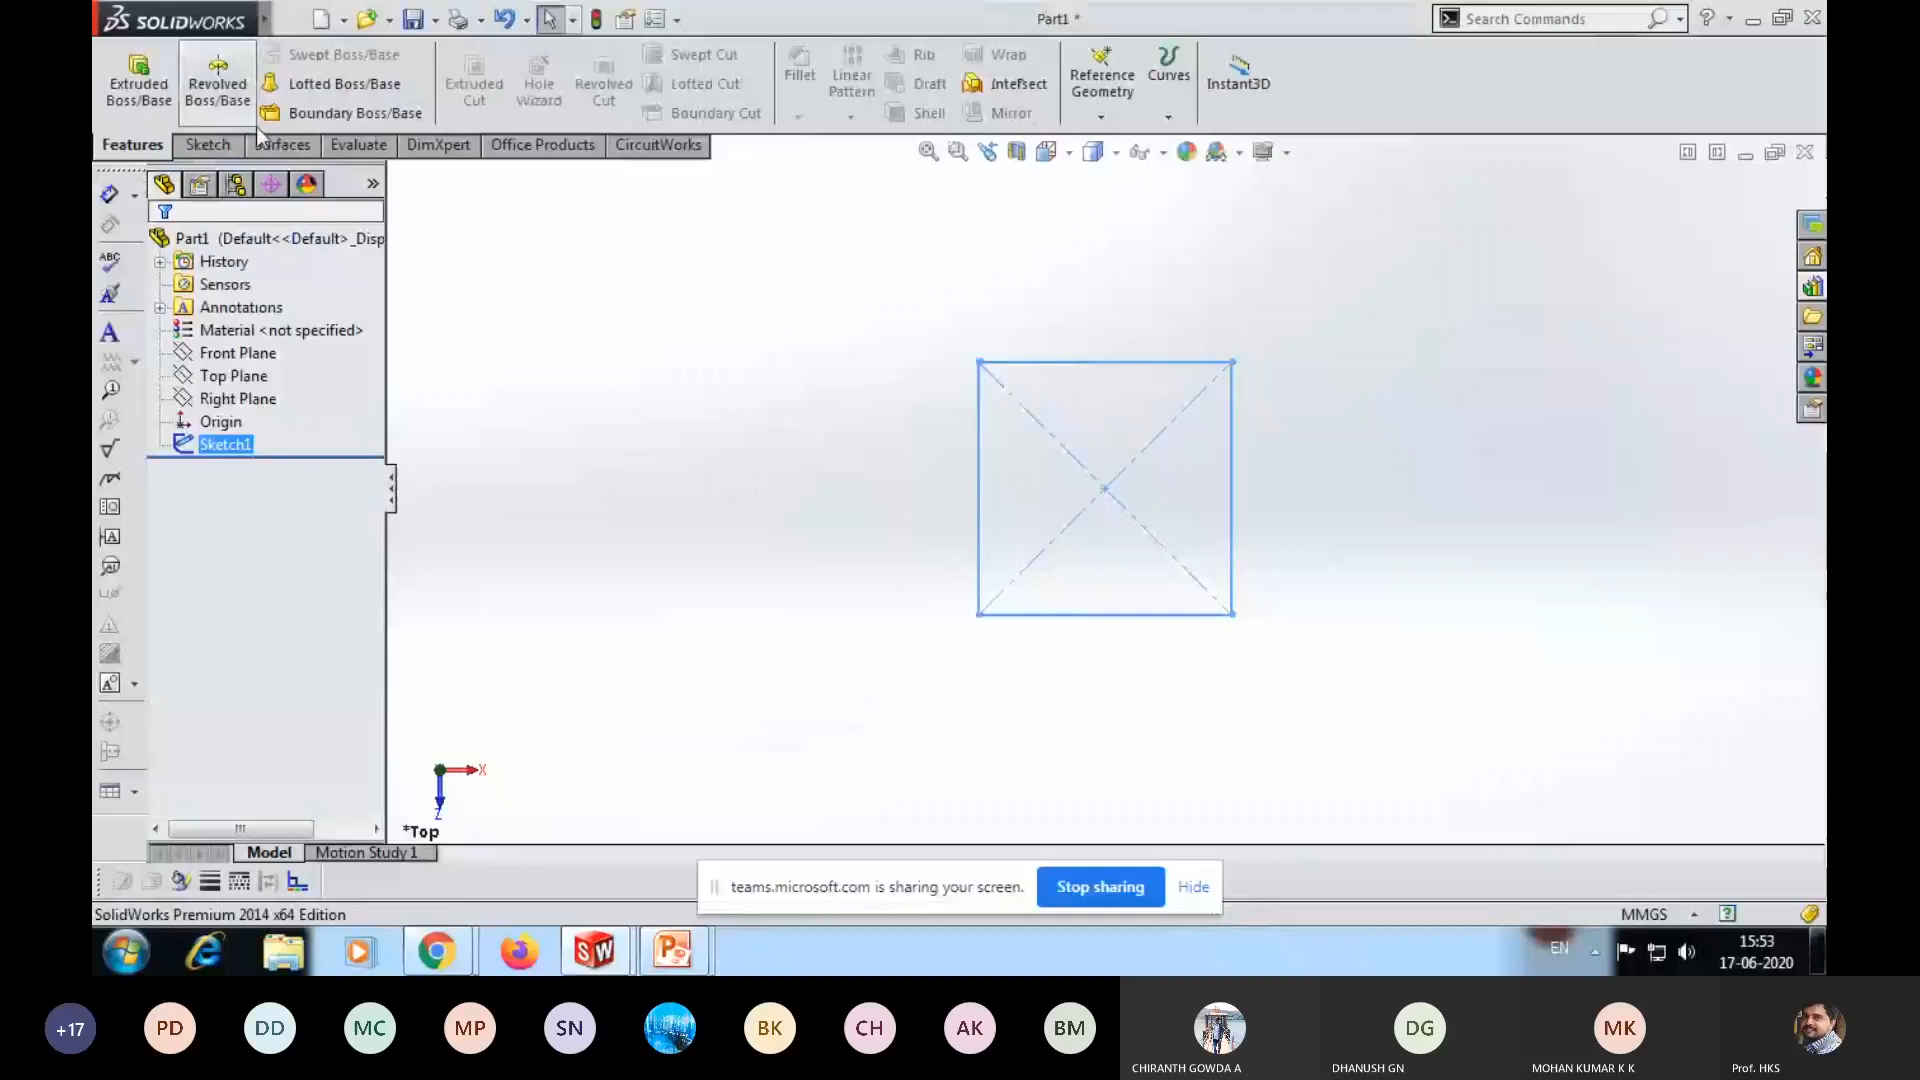 SOLIDWORKS
Part1 *
Search Commands
Extruded Boss/Base
Revolved Boss/Base
Swept Boss/Base
Lofted Boss/Base
Boundary Boss/Base
Extruded Cut
Hole Wizard
Revolved Cut
Swept Cut
Lofted Cut
Boundary Cut
Fillet
Linear Pattern
Rib
Draft
Shell
Wrap
Intersect
Mirror
Reference Geometry
Curves
Instant3D
Features
Sketch
Evaluate
DimXpert
Office Products
CircuitWorks
Part1 (Default<<Default>_Disp
History
Sensors
Annotations
Material <not specified>
Front Plane
Top Plane
Right Plane
Origin
Sketch1
ABC
X
Z
*Top
Model
Motion Study 1
teams.microsoft.com is sharing your screen.
Stop sharing
Hide
SolidWorks Premium 2014 x64 Edition
MMGS
EN
15:53
17-06-2020
+17
PD
DD
MC
MP
SN
BK
CH
AK
BM
DG
MK
CHIRANTH GOWDA A
DHANUSH GN
MOHAN KUMAR K K
Prof. HKS